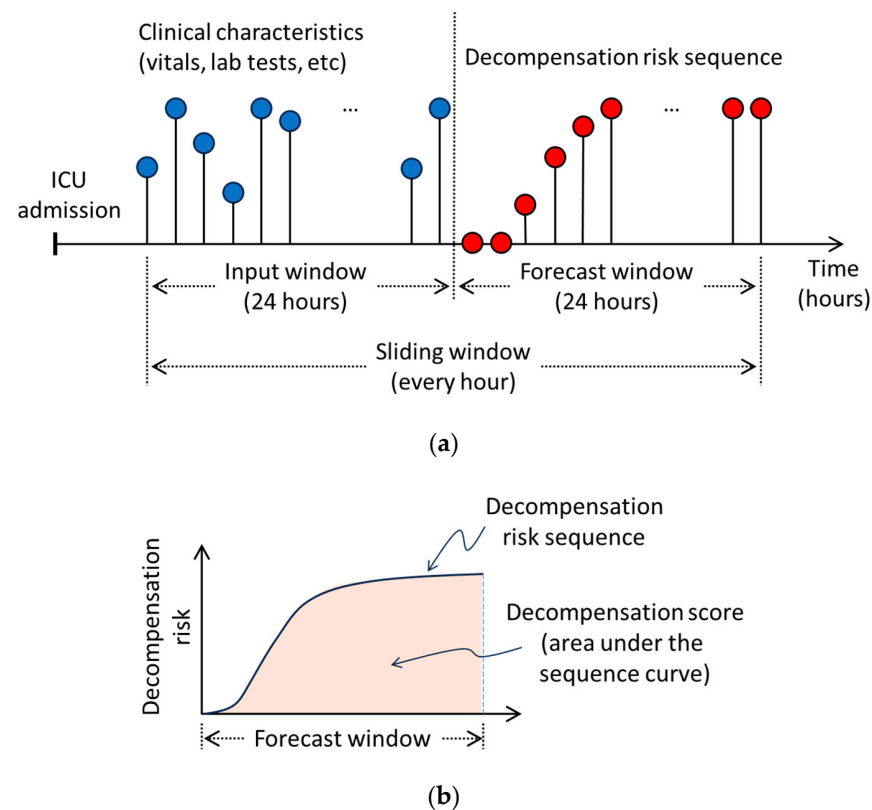 Clinical characteristics
(vitals, lab tests, etc)
Decompensation risk sequence
...
...
ICU
admission
Input window
(24 hours)
Forecast window
(24 hours)
Time
(hours)
Sliding window
(every hour)
(a)
Decompensation
risk sequence
Decompensation
risk
Decompensation score
(area under the
sequence curve)
Forecast window
(b)